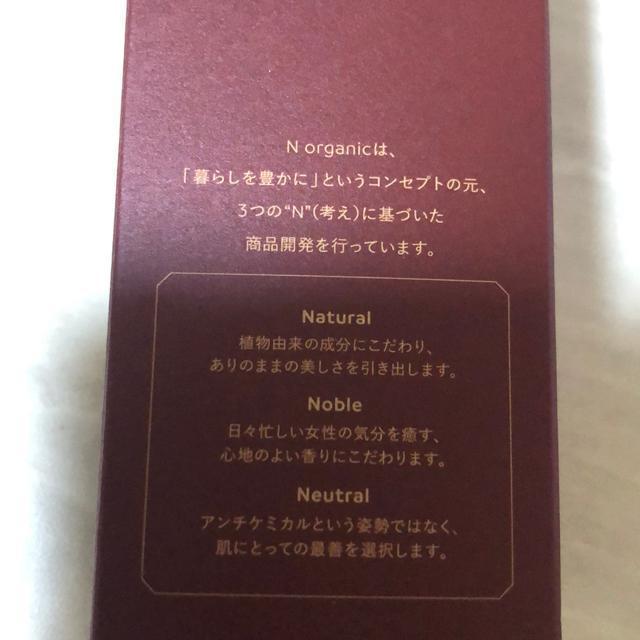 N organicは、
「暮らしを豊かに」というコンセプトの元、
3つの“N”(考え)に基づいた
商品開発を行っています。
Natural
植物由来の成分にこだわり、
ありのままの美しさを引き出します。
Noble
日々忙しい女性の気分を癒す、
心地のよい香りにこだわります。
Neutral
アンチケミカルという姿勢ではなく、
肌にとっての最善を選択します。